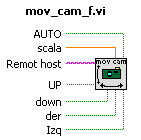 mov_cam_f.vi
AUTO
scala
Remot host
mov cam
UP
down
der
Izq